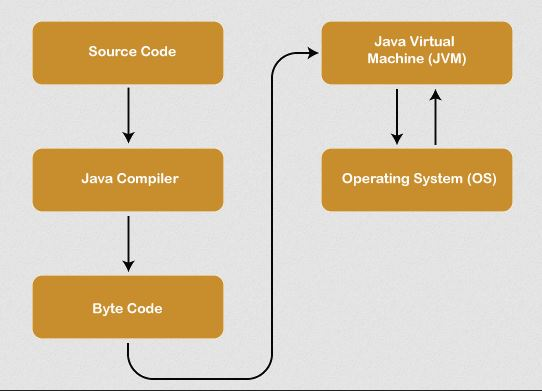 Source Code
Java Compiler
Byte Code
Java Virtual
Machine (JVM)
Operating System (OS)